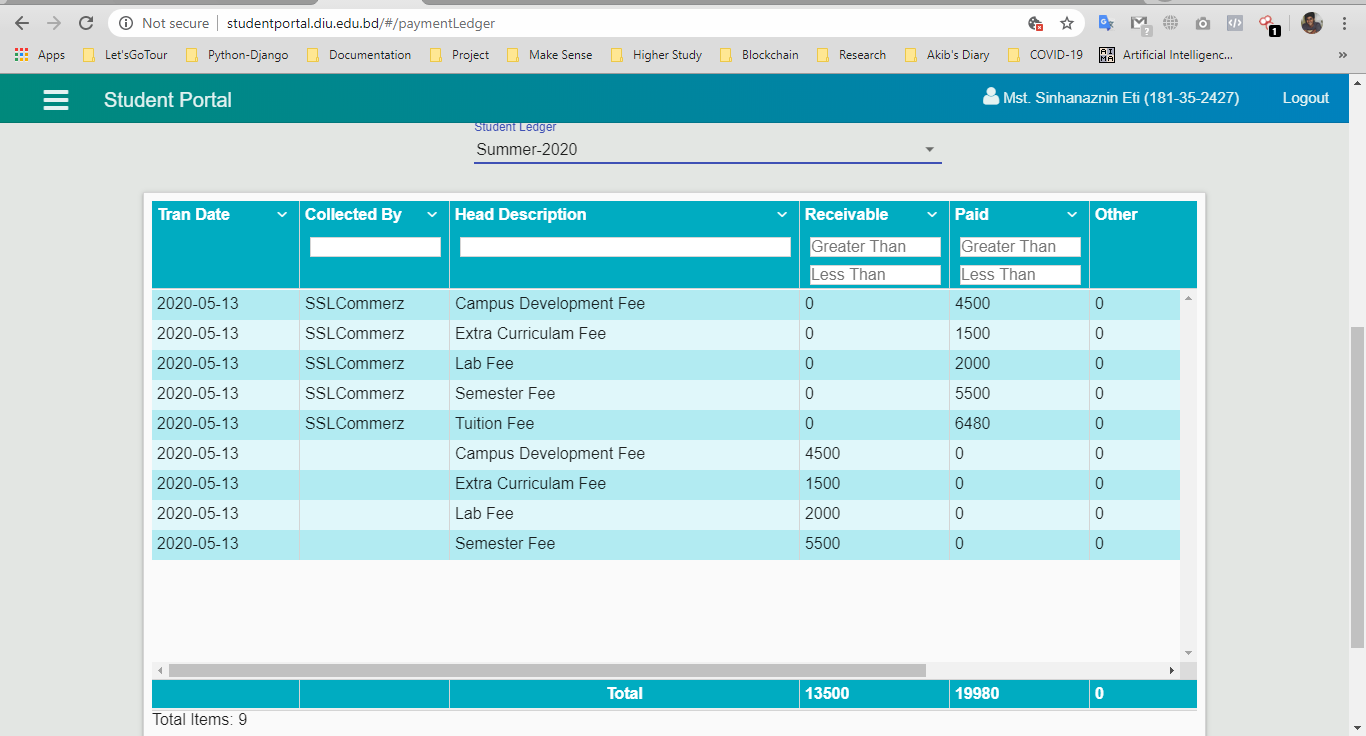 Not secure studentportal.diu.edu.bd/#/paymentLedger 1
Apps Let'sGoTour Python-Django Documentation Project Make Sense Higher Study Blockchain Research Akib's Diary COVID-19 AI MA Artificial Intelligenc... »
Student Portal Mst. Sinhanaznin Eti (181-35-2427) Logout
Student Ledger
Summer-2020
Tran Date Collected By Head Description Receivable Paid Other
Greater Than Greater Than
Less Than Less Than
2020-05-13 SSLCommerz Campus Development Fee 0 4500 0
2020-05-13 SSLCommerz Extra Curriculam Fee 0 1500 0
2020-05-13 SSLCommerz Lab Fee 0 2000 0
2020-05-13 SSLCommerz Semester Fee 0 5500 0
2020-05-13 SSLCommerz Tuition Fee 0 6480 0
2020-05-13 Campus Development Fee 4500 0 0
2020-05-13 Extra Curriculam Fee 1500 0 0
2020-05-13 Lab Fee 2000 0 0
2020-05-13 Semester Fee 5500 0 0
Total 13500 19980 0
Total Items: 9